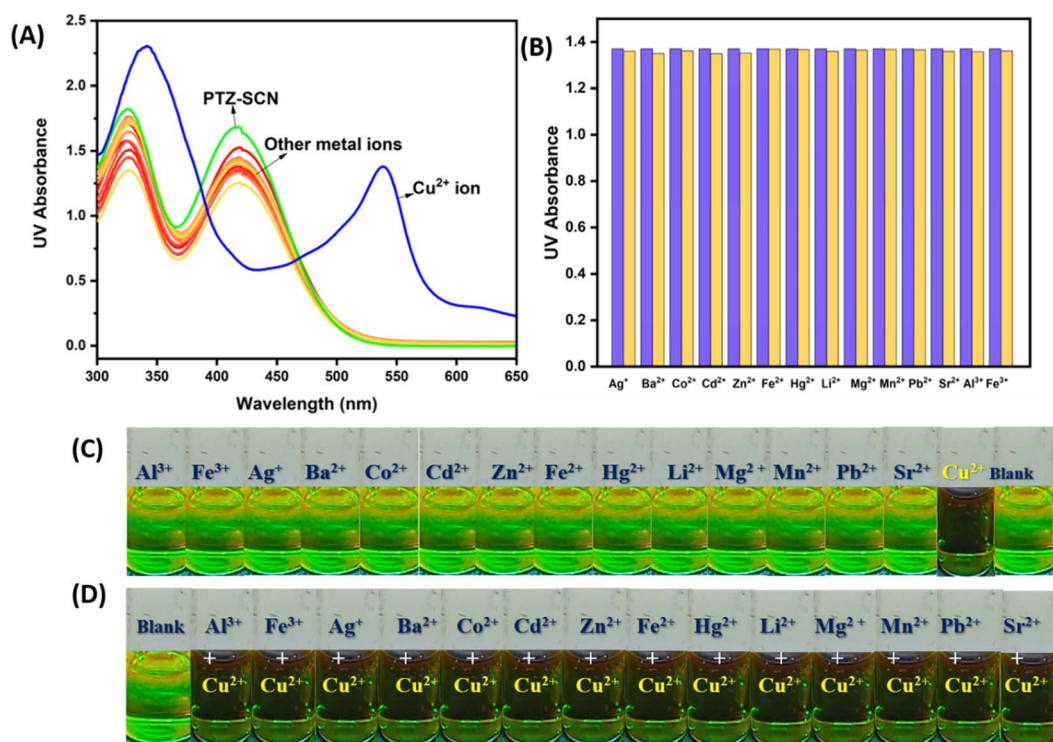 (A)
2.5
2.0
1.5
1.0
0.5
0.0
UV Absorbance
PTZ-SCN
Other metal ions
Cu²⁺ ion
300 350 400 450 500 550 600 650
Wavelength (nm)
(B)
1.4
1.2
1.0
0.8
0.6
0.4
0.2
0.0
UV Absorbance
Ag⁺ Ba²⁺ Co²⁺ Cd²⁺ Zn²⁺ Fe²⁺ Hg²⁺ Li²⁺ Mg²⁺ Mn²⁺ Pb²⁺ Sr²⁺ Al³⁺ Fe³⁺
(C)
Al³⁺ Fe³⁺ Ag⁺ Ba²⁺ Co²⁺ Cd²⁺ Zn²⁺ Fe²⁺ Hg²⁺ Li²⁺ Mg²⁺ Mn²⁺ Pb²⁺ Sr²⁺ Cu²⁺ Blank
(D)
Blank Al³⁺ Fe³⁺ Ag⁺ Ba²⁺ Co²⁺ Cd²⁺ Zn²⁺ Fe²⁺ Hg²⁺ Li²⁺ Mg²⁺ Mn²⁺ Pb²⁺ Sr²⁺
+ + + + + + + + + + + + + +
Cu²⁺ Cu²⁺ Cu²⁺ Cu²⁺ Cu²⁺ Cu²⁺ Cu²⁺ Cu²⁺ Cu²⁺ Cu²⁺ Cu²⁺ Cu²⁺ Cu²⁺ Cu²⁺